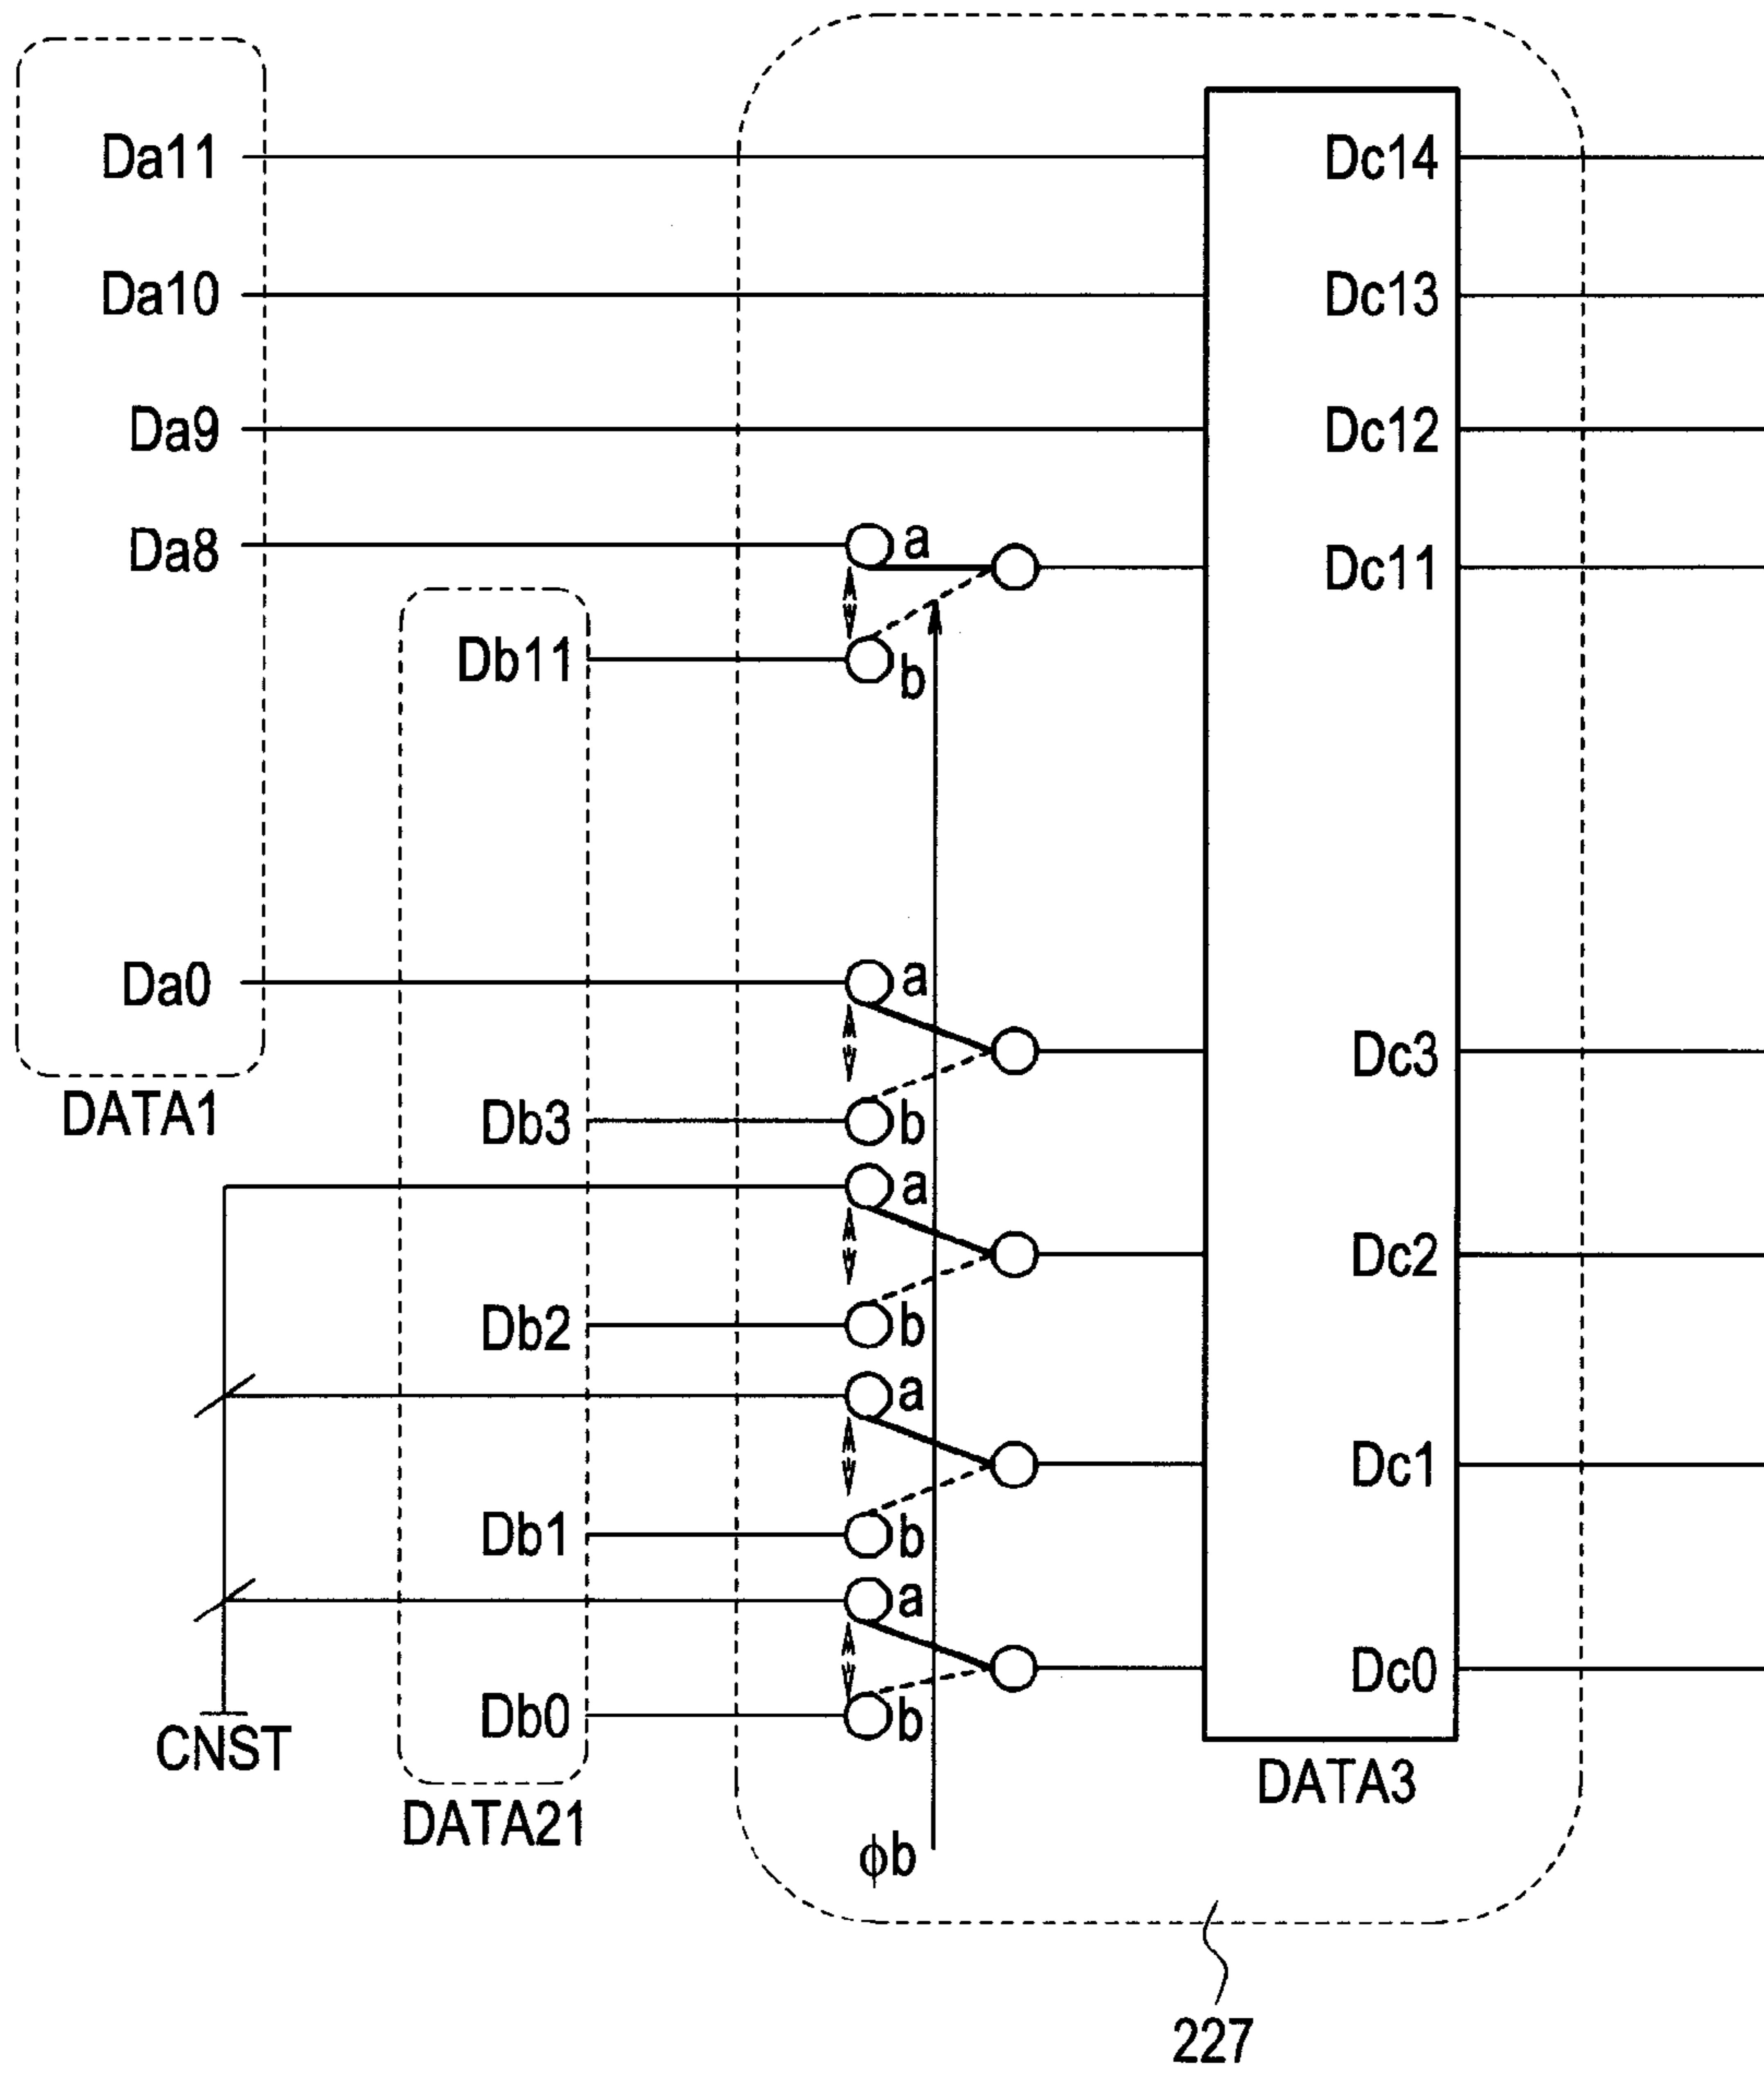 Da11 Dc14
Da10 Dc13
Da9 Dc12
Da8 a Dc11
Db11 b
Da0 a Dc3
DATA1
Db3 b
a
Dc2
Db2 b
a
Dc1
Db1 b
a
Dc0
Db0 b
CNST
DATA3
DATA21
ϕb
227